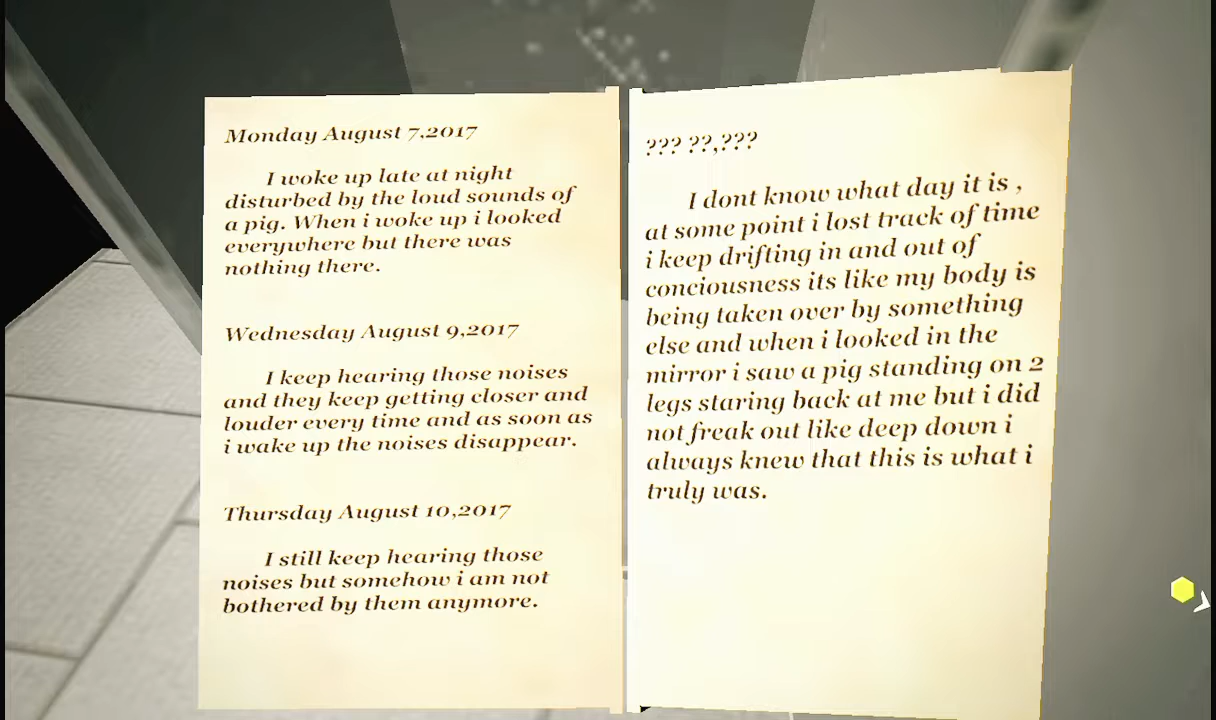 Monday August 7,2017
I woke up late at night
disturbed by the loud sounds of
a pig. When i woke up i looked
everywhere but there was
nothing there.
Wednesday August 9,2017
I keep hearing those noises
and they keep getting closer and
louder every time and as soon as
i wake up the noises disappear.
Thursday August 10,2017
I still keep hearing those
noises but somehow i am not
bothered by them anymore.
??? ??,???
I dont know what day it is ,
at some point i lost track of time
i keep drifting in and out of
conciousness its like my body is
being taken over by something
else and when i looked in the
mirror i saw a pig standing on 2
legs staring back at me but i did
not freak out like deep down i
always knew that this is what i
truly was.